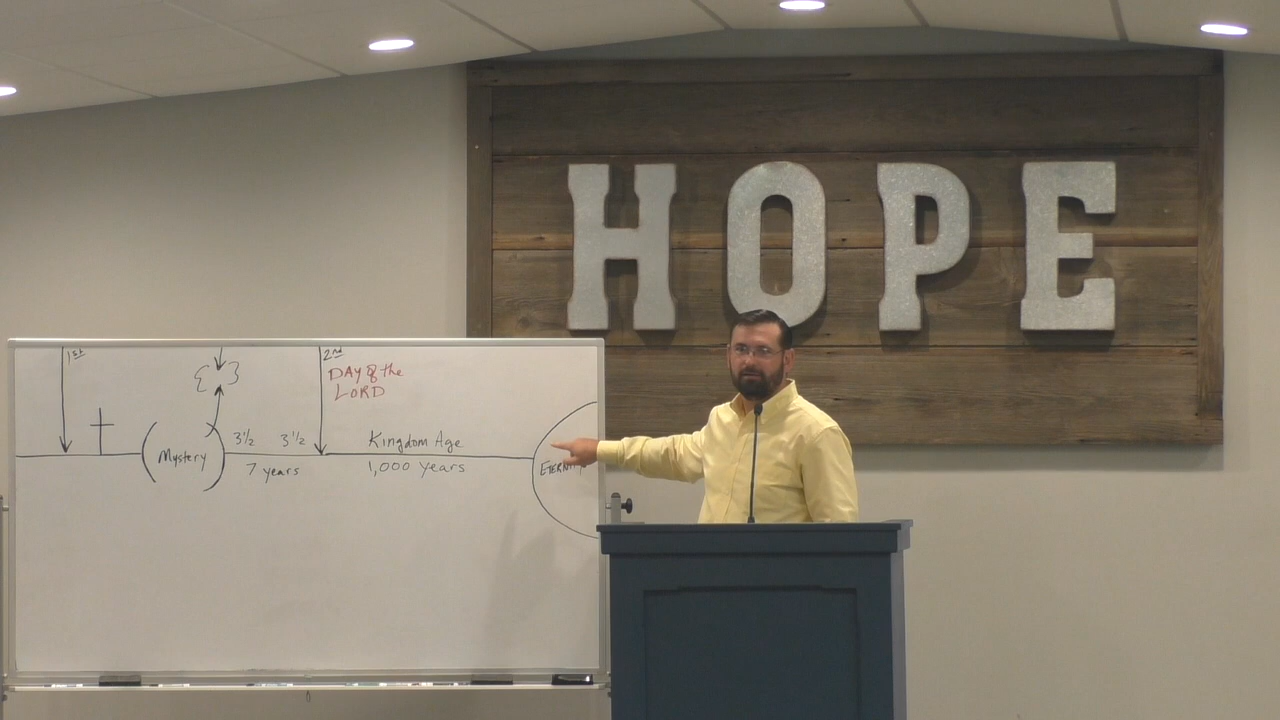 HOPE
1st
2nd
DAY of the
LORD
Mystery
3½ 3½
7 years
Kingdom Age
1,000 years